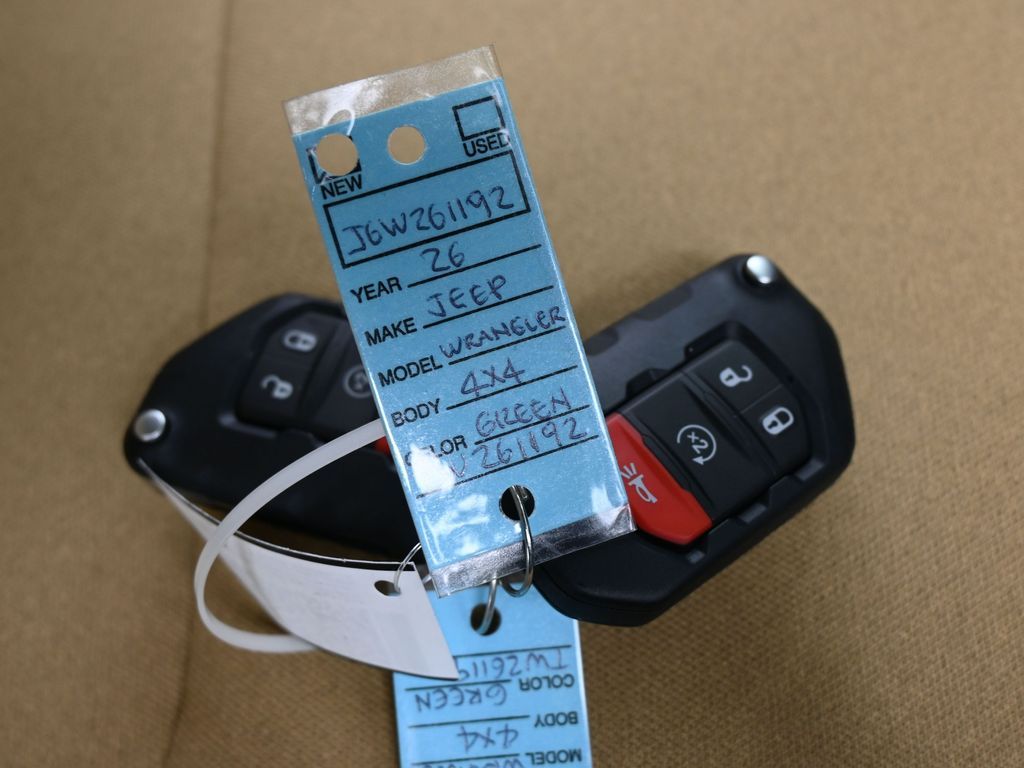 USED
NEW
J6W261192
YEAR 26
MAKE JEEP
MODEL WRANGLER
BODY 4X4
COLOR GREEN
W261192
x2
COLOR GREEN
BODY 4X4
MODEL